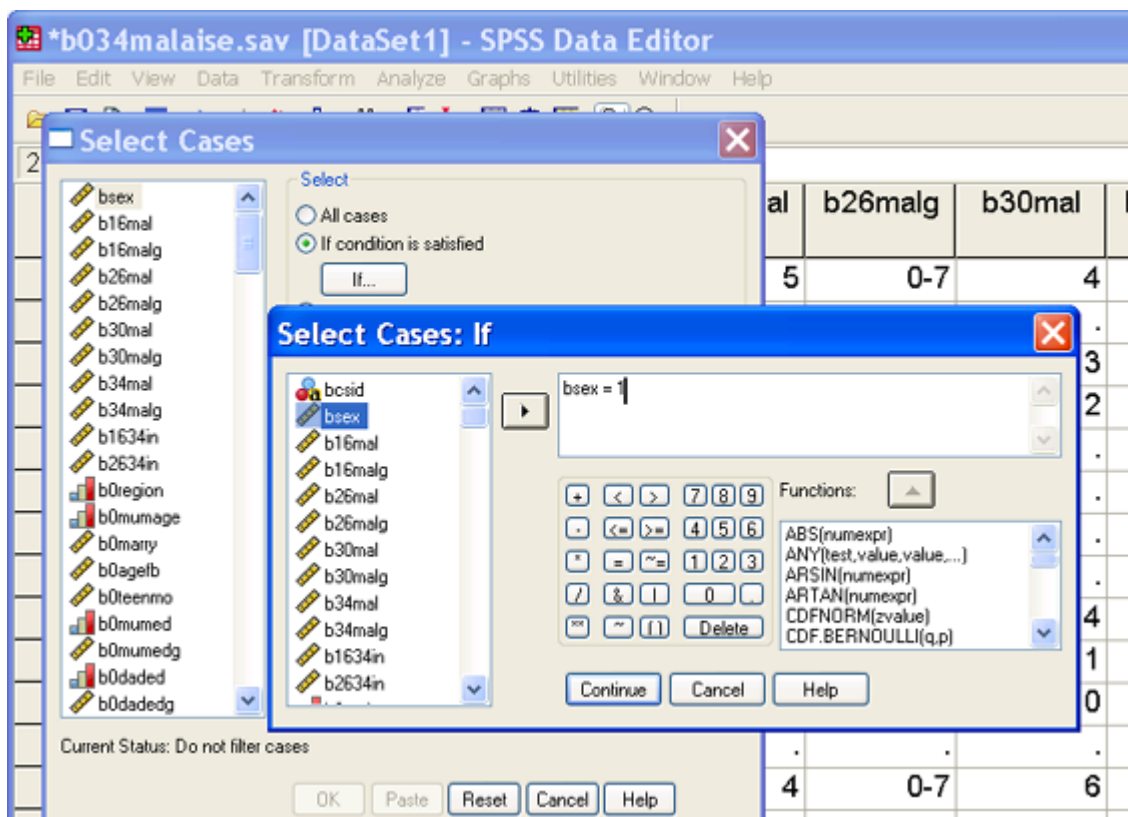 *b034malaise.sav [DataSet1] - SPSS Data Editor
File Edit View Data Transform Analyze Graphs Utilities Window Help
2
Select Cases
bsex
b16mal
b16malg
b26mal
b26malg
b30mal
b30malg
b34mal
b34malg
b1634in
b2634in
b0region
b0mumage
b0marry
b0agefb
b0teenmo
b0mumed
b0mumedg
b0daded
b0dadedg
Select
All cases
If condition is satisfied
If...
Current Status: Do not filter cases
OK Paste Reset Cancel Help
Select Cases: If
bcsid
bsex
b16mal
b16malg
b26mal
b26malg
b30mal
b30malg
b34mal
b34malg
b1634in
b2634in
bsex = 1
+ < > 7 8 9
- <= >= 4 5 6
* = ~= 1 2 3
/ & | 0 .
** ~ ( ) Delete
Functions:
ABS(numexpr)
ANY(test,value,value,...)
ARSIN(numexpr)
ARTAN(numexpr)
CDFNORM(zvalue)
CDF.BERNOULLI(q,p)
Continue Cancel Help
al b26malg b30mal
5 0-7 4
.
3
2
.
.
.
.
4
1
0
. . .
4 0-7 6